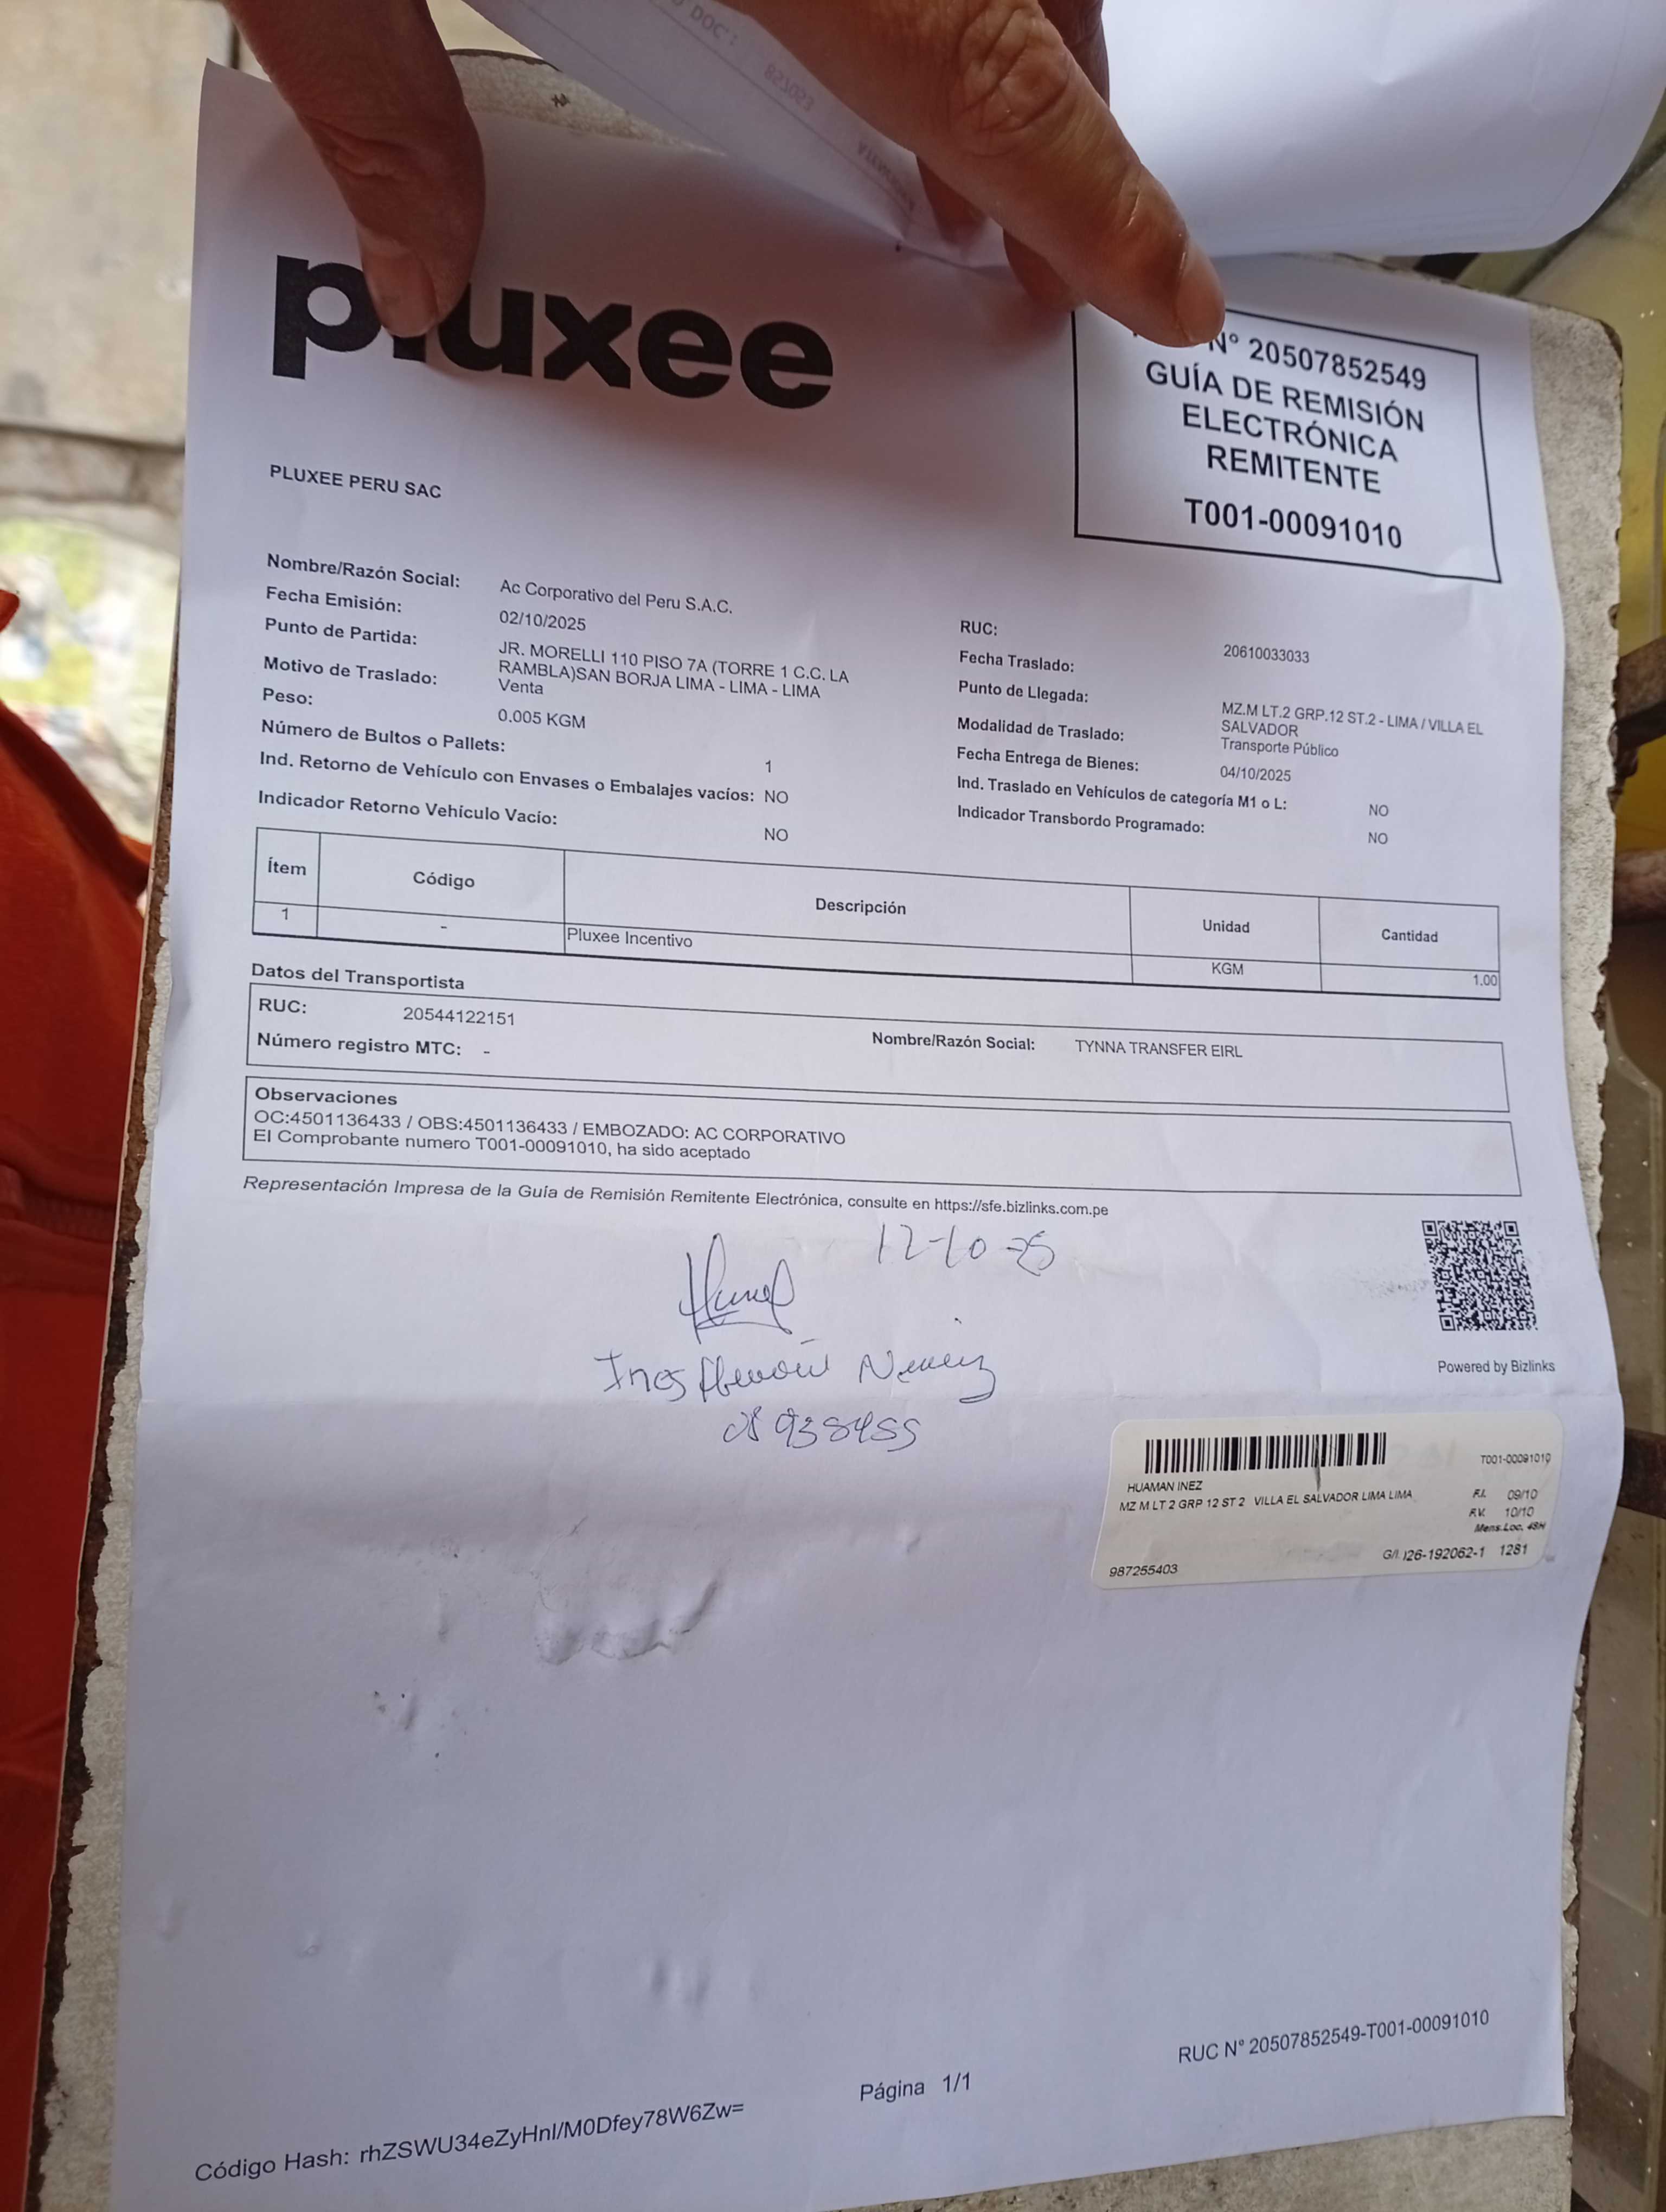 pluxee
N° 20507852549
GUÍA DE REMISIÓN
ELECTRÓNICA
REMITENTE
T001-00091010
PLUXEE PERU SAC
Nombre/Razón Social: Ac Corporativo del Peru S.A.C.
Fecha Emisión: 02/10/2025
Punto de Partida: JR. MORELLI 110 PISO 7A (TORRE 1 C.C. LA
RAMBLA)SAN BORJA LIMA - LIMA - LIMA
Motivo de Traslado: Venta
Peso: 0.005 KGM
Número de Bultos o Pallets: 1
Ind. Retorno de Vehículo con Envases o Embalajes vacíos: NO
Indicador Retorno Vehículo Vacío: NO
RUC: 20610033033
Fecha Traslado:
Punto de Llegada: MZ.M LT.2 GRP.12 ST.2 - LIMA / VILLA EL
SALVADOR
Modalidad de Traslado: Transporte Público
Fecha Entrega de Bienes: 04/10/2025
Ind. Traslado en Vehículos de categoría M1 o L: NO
Indicador Transbordo Programado: NO
Ítem Código Descripción Unidad Cantidad
1 - Pluxee Incentivo KGM 1.00
Datos del Transportista
RUC: 20544122151 Nombre/Razón Social: TYNNA TRANSFER EIRL
Número registro MTC: -
Observaciones
OC:4501136433 / OBS:4501136433 / EMBOZADO: AC CORPORATIVO
El Comprobante numero T001-00091010, ha sido aceptado
Representación Impresa de la Guía de Remisión Remitente Electrónica, consulte en https://sfe.bizlinks.com.pe
12-10-25
Ines
938455
Powered by Bizlinks
T001-00091010
HUAMAN INEZ
MZ M LT 2 GRP 12 ST 2 VILLA EL SALVADOR LIMA LIMA
F.I. 09/10
F.V. 10/10
Mens.Loc. 48H
G/I. 126-192062-1 1281
987255403
RUC N° 20507852549-T001-00091010
Página 1/1
Código Hash: rhZSWU34eZyHnl/M0Dfey78W6Zw=